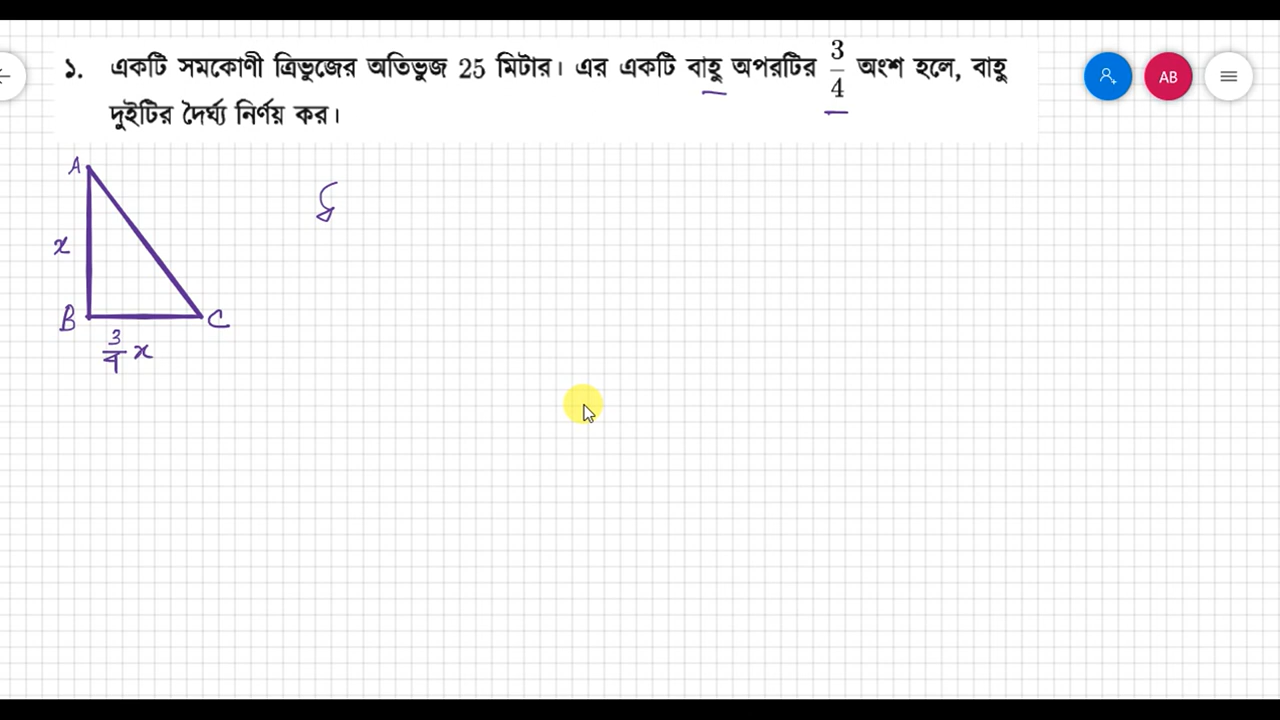 AB
১. একটি সমকোণী ত্রিভুজের অতিভুজ 25 মিটার। এর একটি বাহু অপরটির 3/4 অংশ হলে, বাহু
দুইটির দৈর্ঘ্য নির্ণয় কর।
A
x
B
C
3/4 x